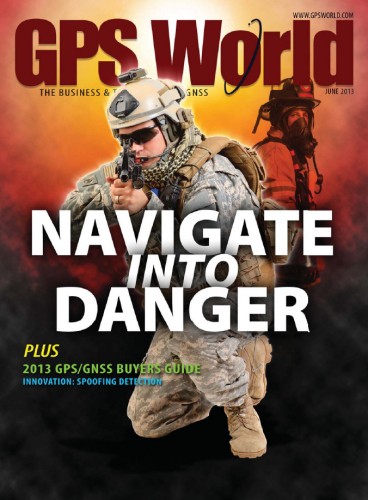 WWW.GPSWORLD.COM
GPS World
THE BUSINESS & GNSS
JUNE 2013
NAVIGATE
INTO
DANGER
PLUS
2013 GPS/GNSS BUYERS GUIDE
INNOVATION: SPOOFING DETECTION